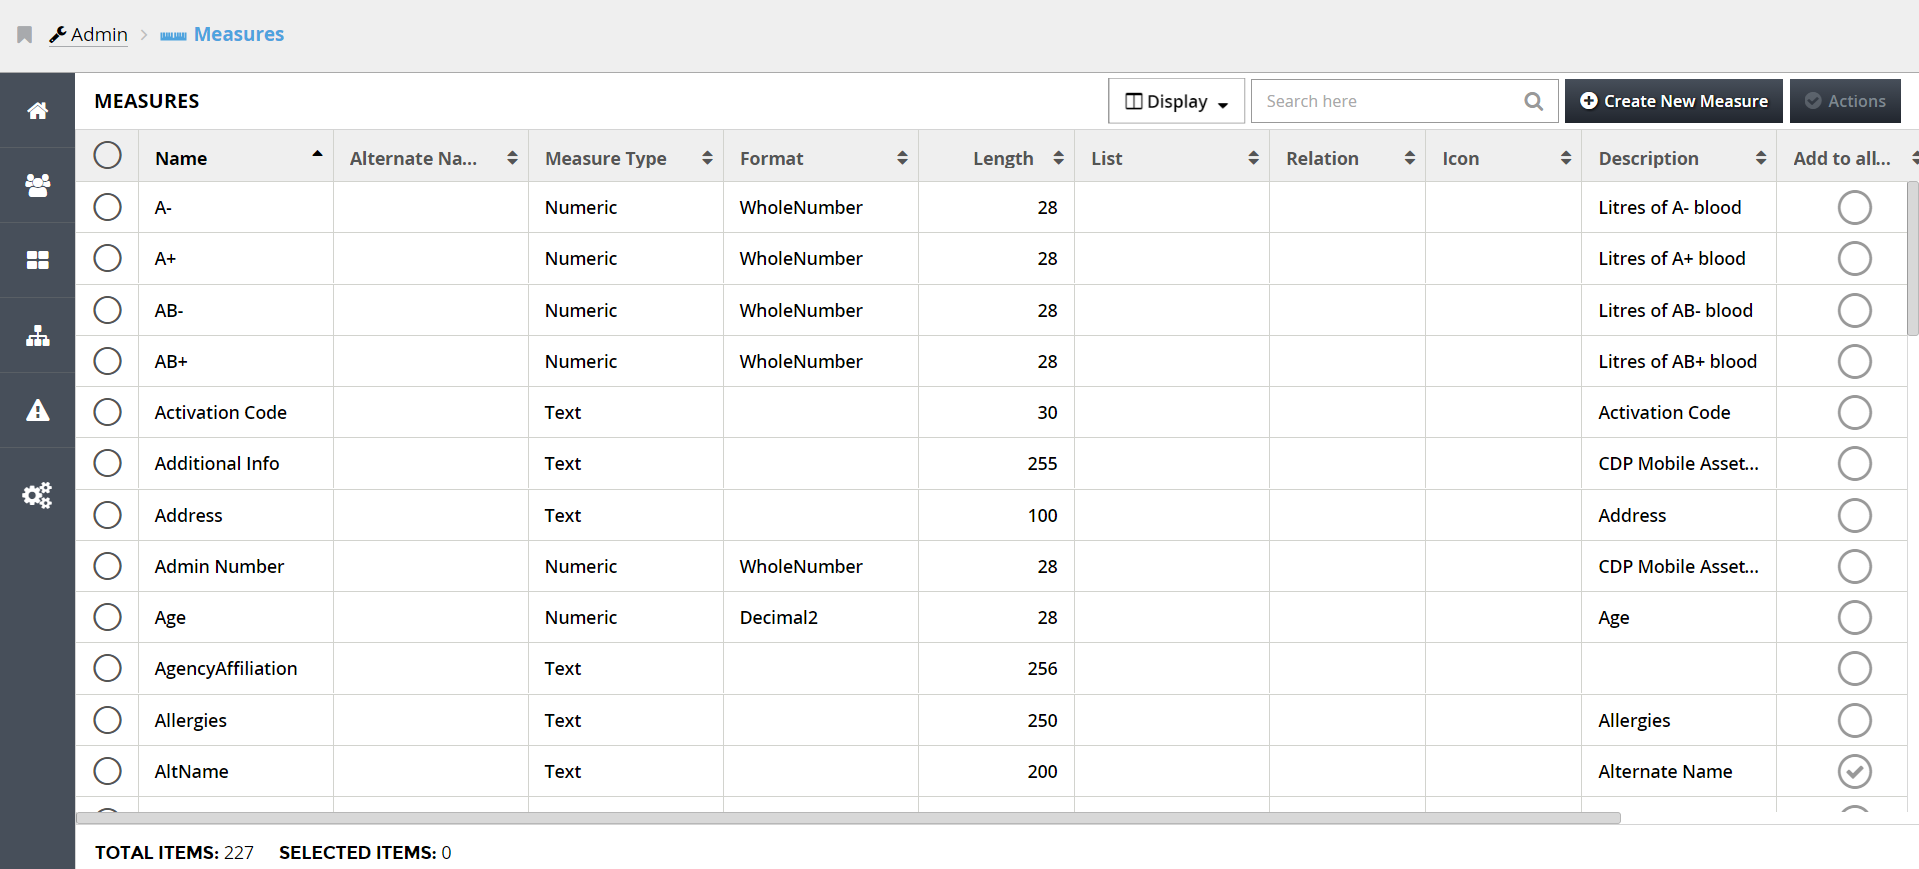 Admin > Measures
MEASURES
Display
Search here
Create New Measure
Actions
Name Alternate Na... Measure Type Format Length List Relation Icon Description Add to all...
A- Numeric WholeNumber 28 Litres of A- blood
A+ Numeric WholeNumber 28 Litres of A+ blood
AB- Numeric WholeNumber 28 Litres of AB- blood
AB+ Numeric WholeNumber 28 Litres of AB+ blood
Activation Code Text 30 Activation Code
Additional Info Text 255 CDP Mobile Asset...
Address Text 100 Address
Admin Number Numeric WholeNumber 28 CDP Mobile Asset...
Age Numeric Decimal2 28 Age
AgencyAffiliation Text 256
Allergies Text 250 Allergies
AltName Text 200 Alternate Name
TOTAL ITEMS: 227 SELECTED ITEMS: 0